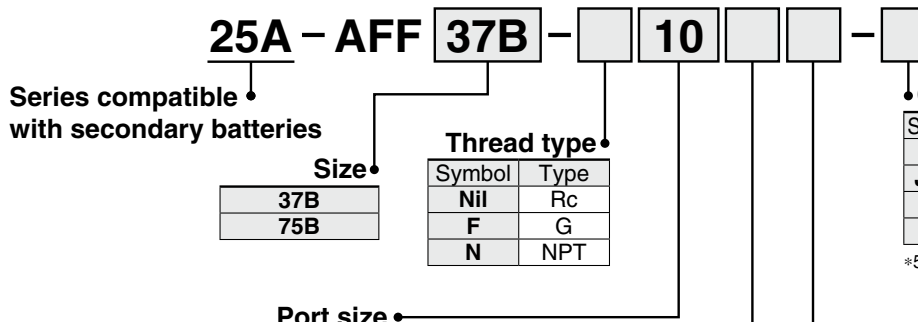 25A – AFF 37B – 10 –
Series compatible
with secondary batteries
Size
37B
75B
Thread type
Symbol Type
Nil Rc
F G
N NPT
Port size
*5